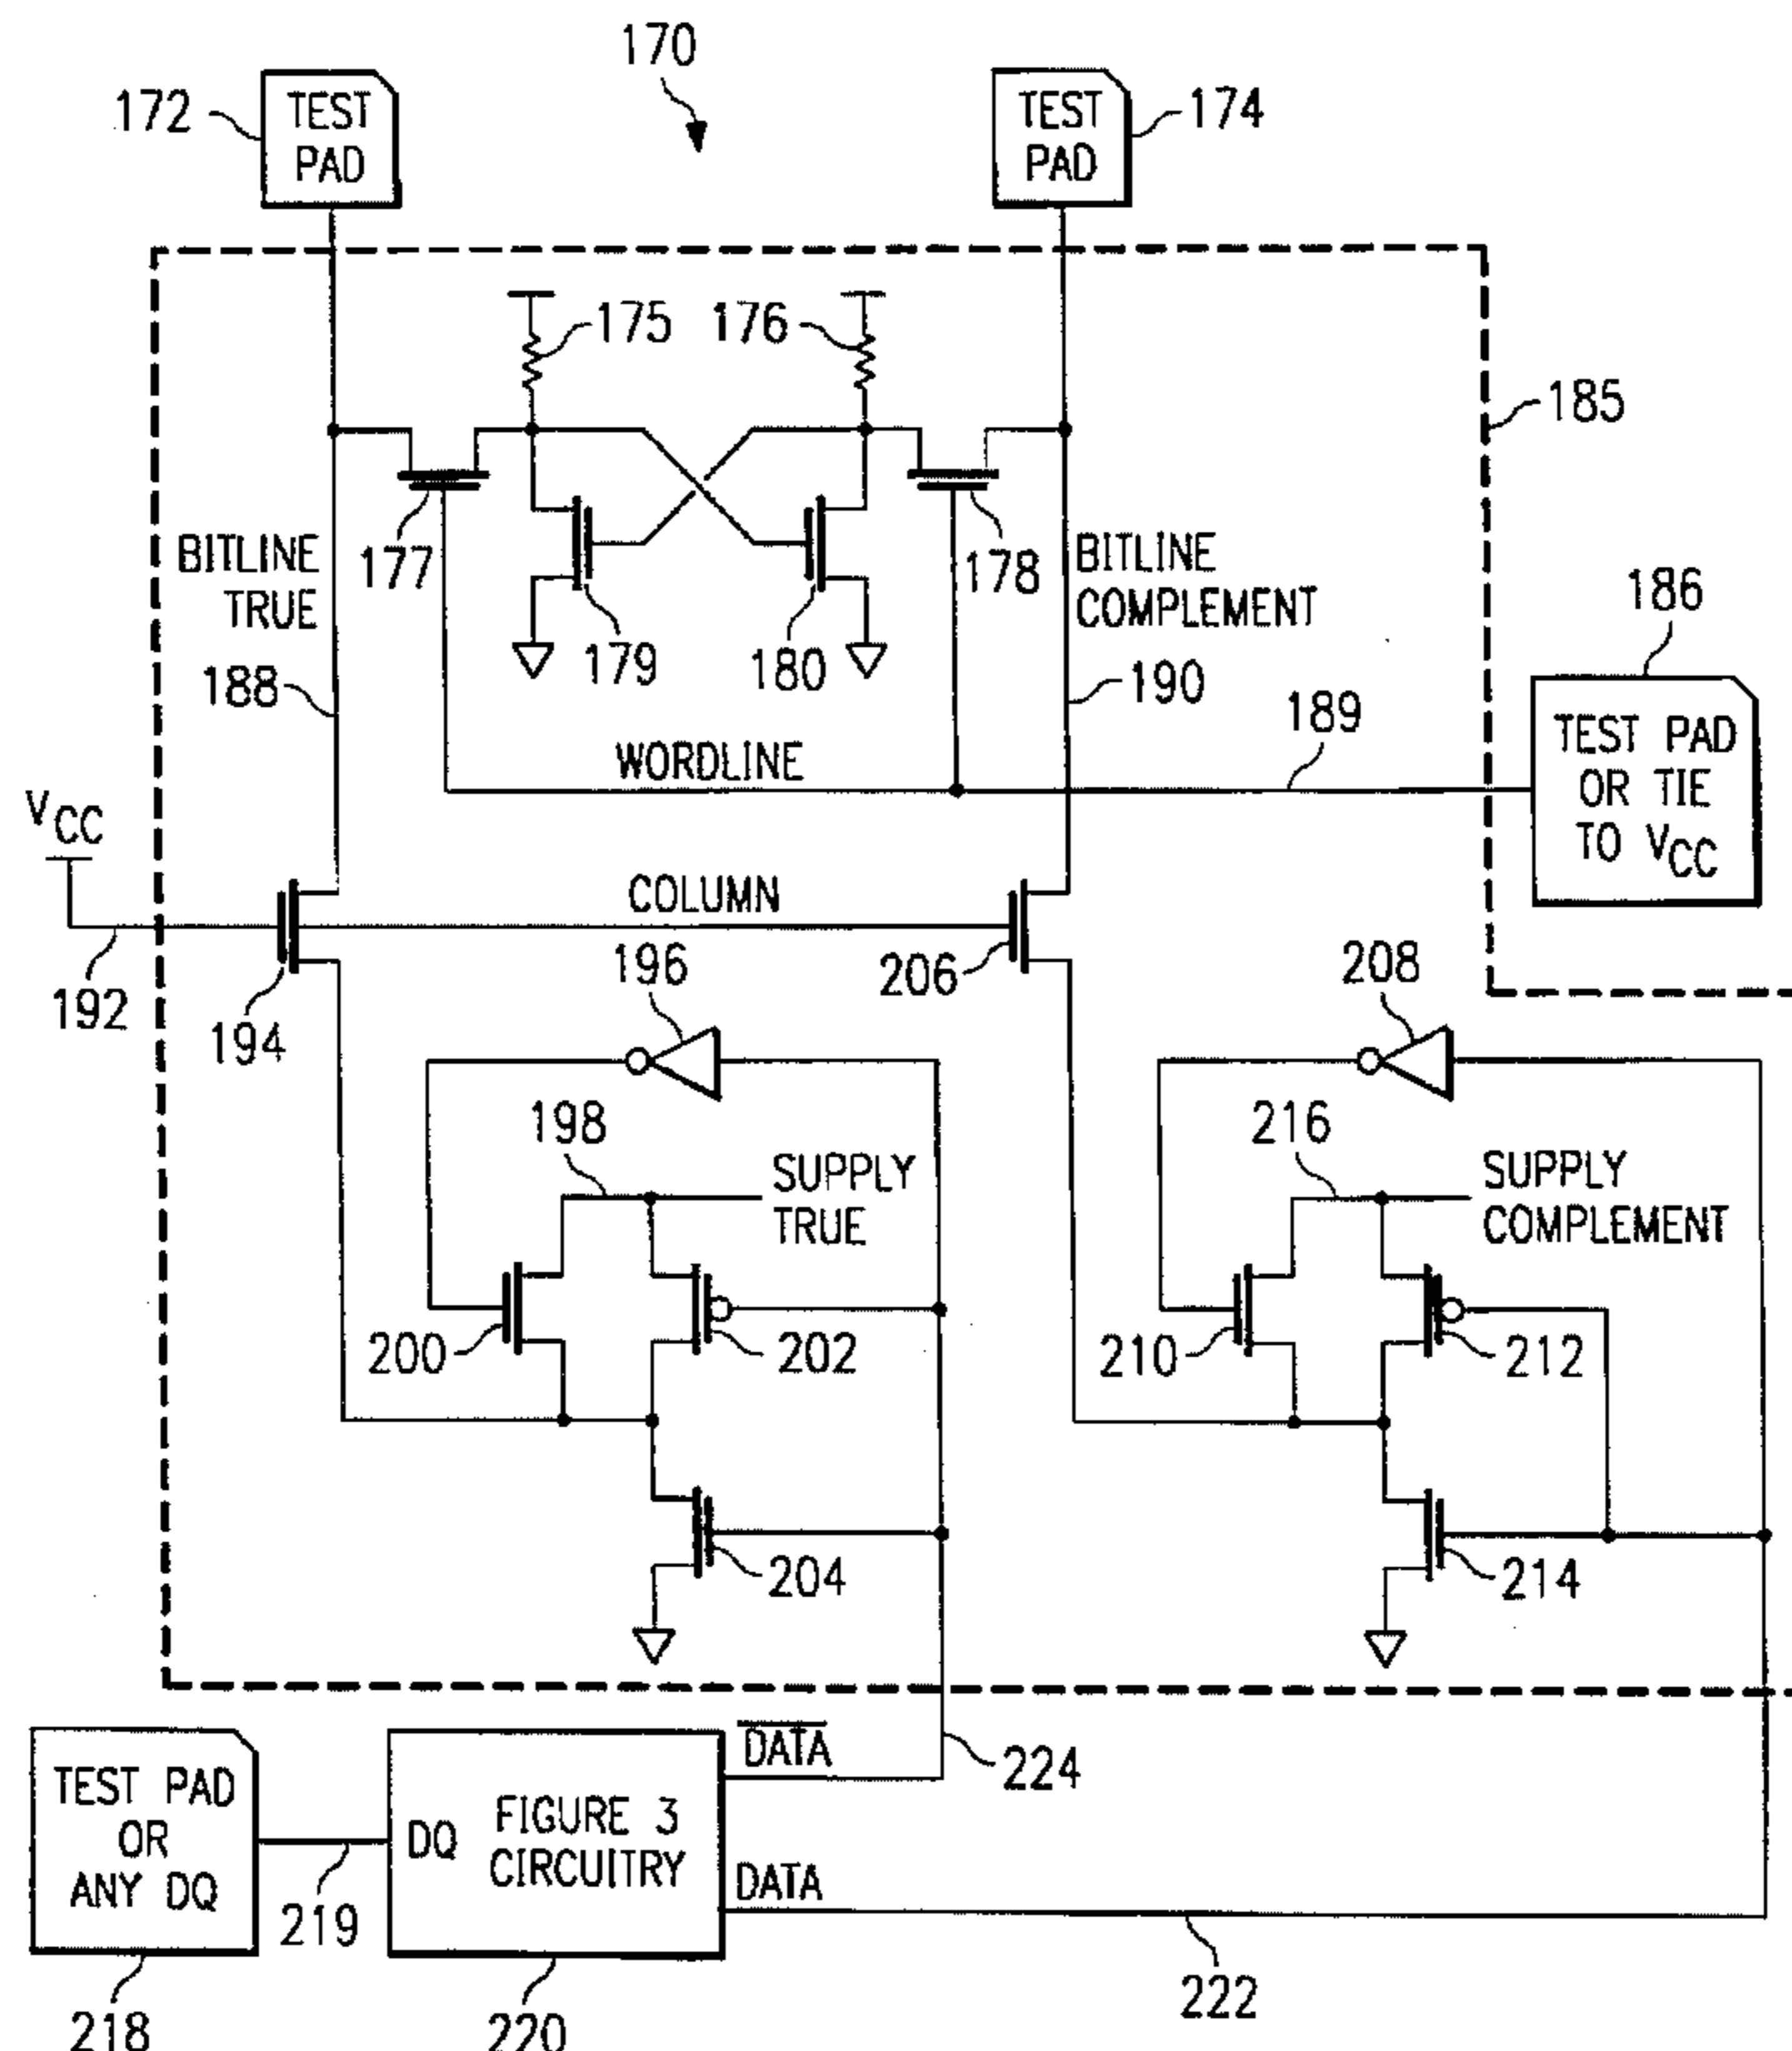 170
172
TEST
PAD
TEST
PAD
174
175
176
185
177
BITLINE
TRUE
179
180
178
BITLINE
COMPLEMENT
186
188
190
189
WORDLINE
TEST PAD
OR TIE
TO VCC
VCC
COLUMN
192
194
196
206
208
198
SUPPLY
TRUE
216
SUPPLY
COMPLEMENT
200
202
210
212
204
214
TEST PAD
OR
ANY DQ
219
DQ
FIGURE 3
CIRCUITRY
DATA
224
DATA
222
218
220